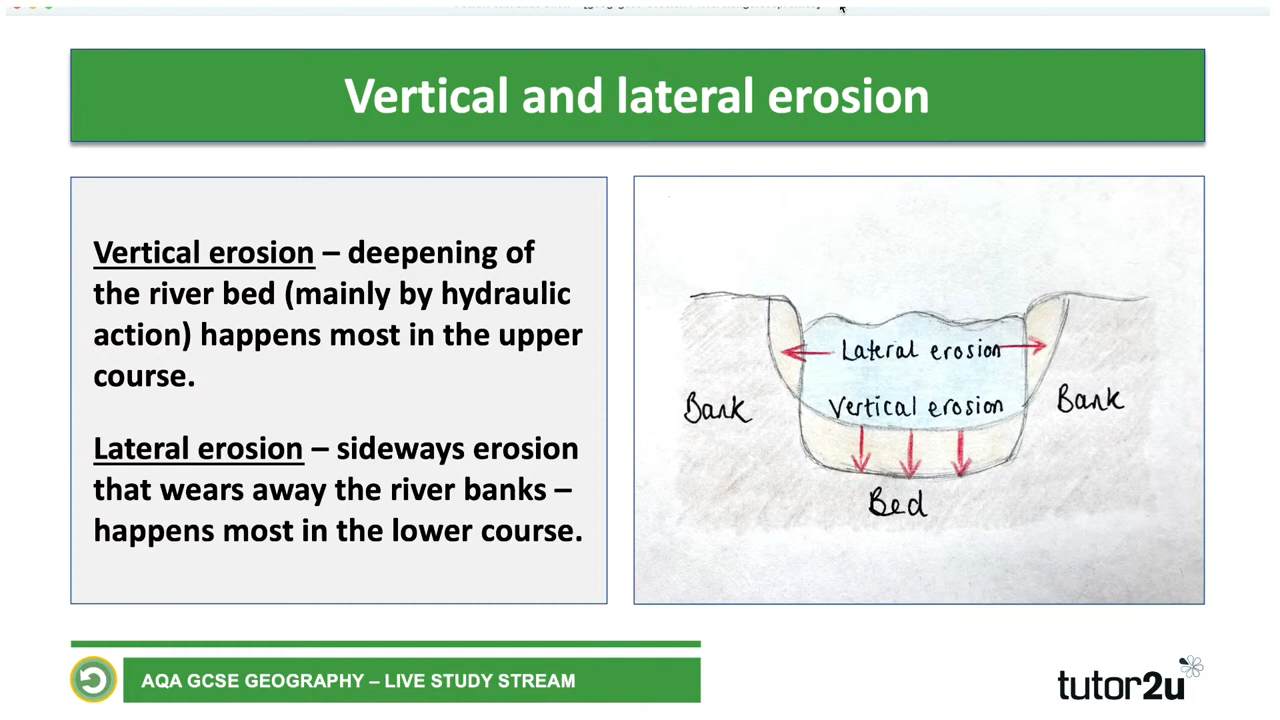 Vertical and lateral erosion
Vertical erosion – deepening of
the river bed (mainly by hydraulic
action) happens most in the upper
course.
Lateral erosion – sideways erosion
that wears away the river banks –
happens most in the lower course.
Lateral erosion
Vertical erosion
Bank
Bank
Bed
AQA GCSE GEOGRAPHY – LIVE STUDY STREAM
tutor2u